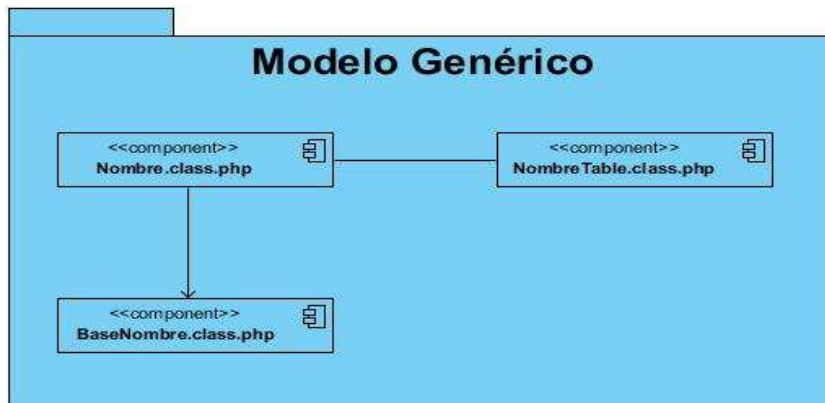 Modelo Genérico
<<component>>
Nombre.class.php
<<component>>
NombreTable.class.php
<<component>>
BaseNombre.class.php